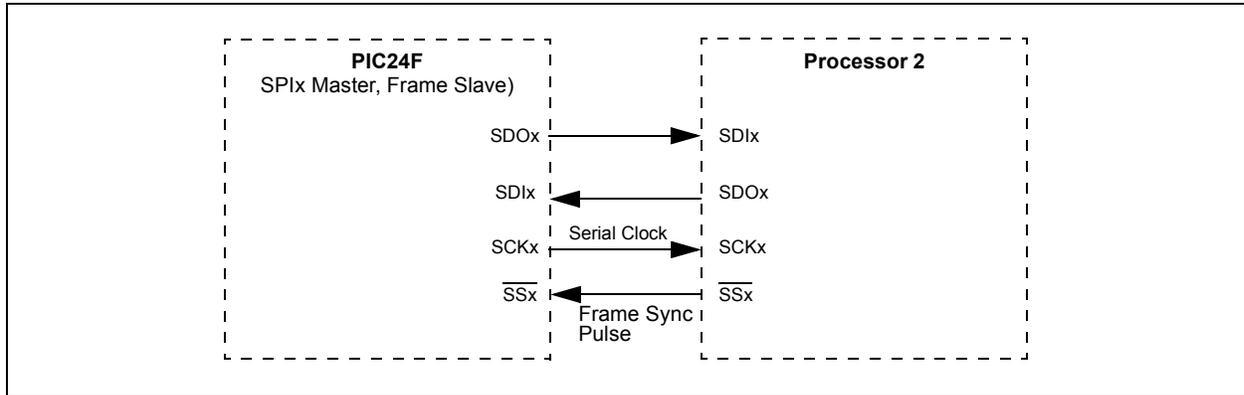 PIC24F
SPIx Master, Frame Slave)
Processor 2
SDOx
SDIx
SDIx
SDOx
SCKx
Serial Clock
SCKx
SSx
Frame Sync
Pulse
SSx